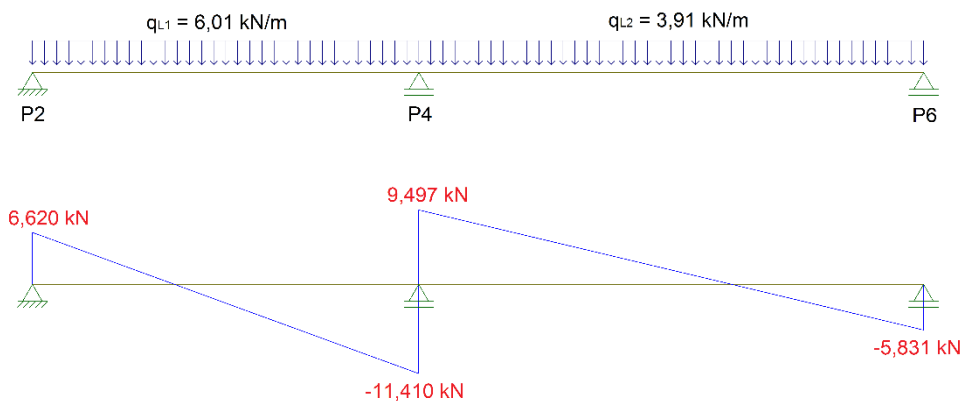 qL1 = 6,01 kN/m qL2 = 3,91 kN/m
P2 P4 P6
6,620 kN 9,497 kN
-11,410 kN -5,831 kN